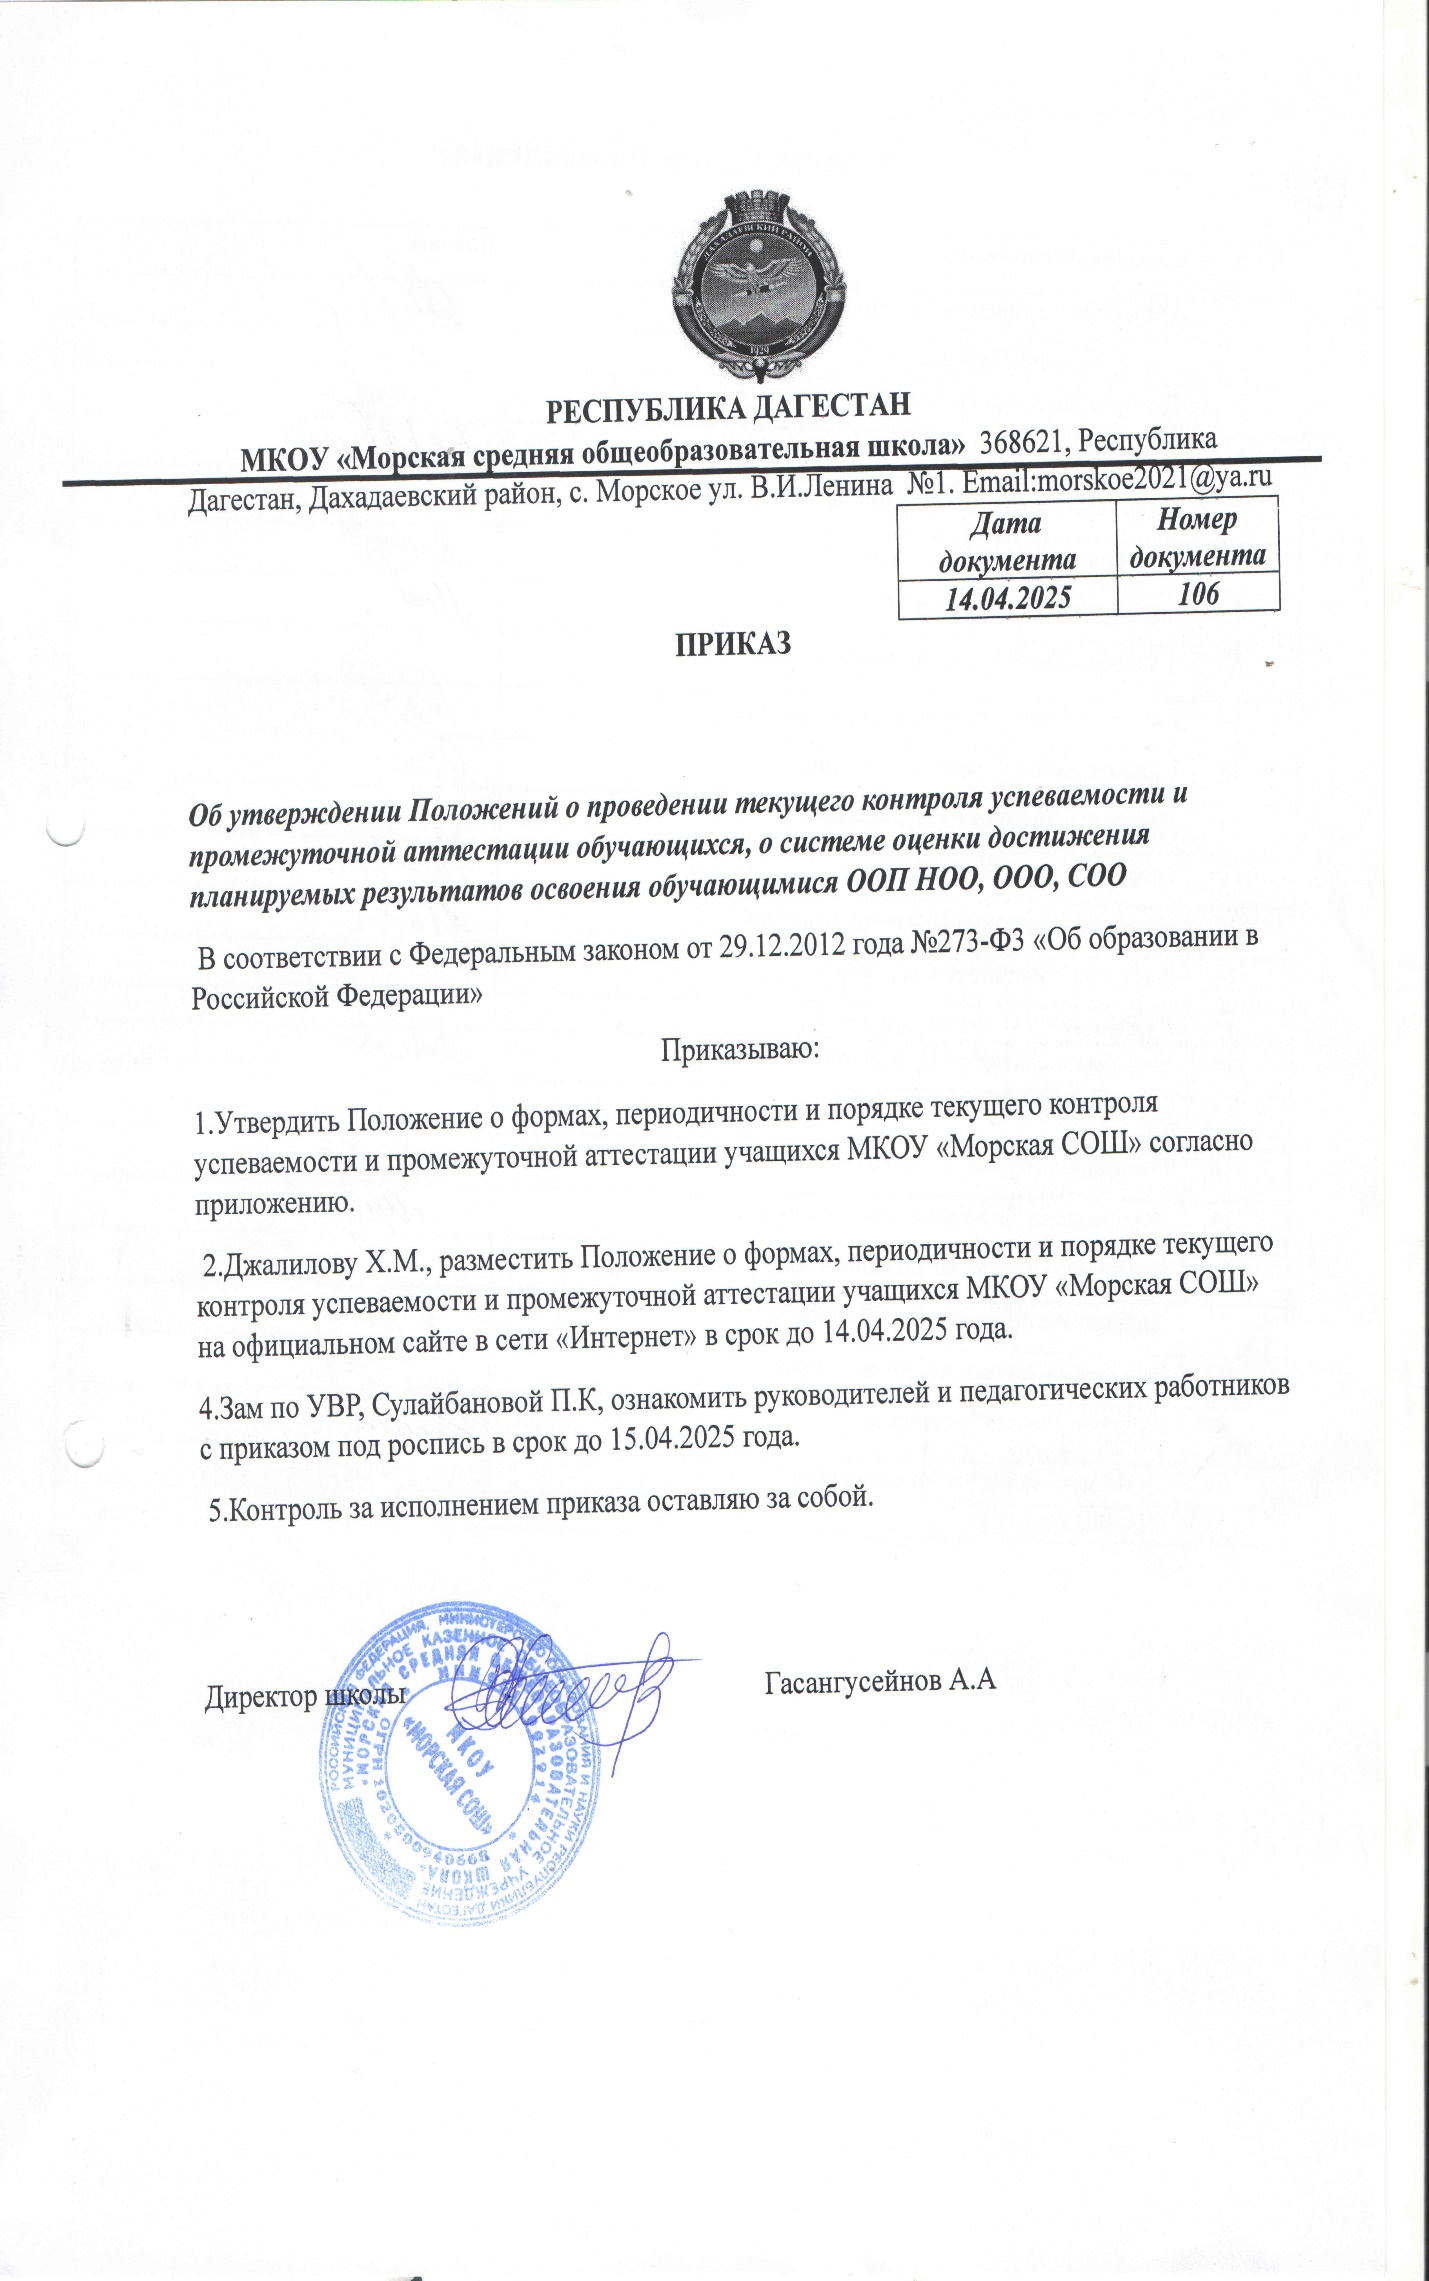 ДАХАДАЕВСКИЙ РАЙОН
1929
РЕСПУБЛИКА ДАГЕСТАН
МКОУ «Морская средняя общеобразовательная школа» 368621, Республика
Дагестан, Дахадаевский район, с. Морское ул. В.И.Ленина №1. Email:morskoe2021@ya.ru
Дата Номер
документа документа
14.04.2025 106
ПРИКАЗ
Об утверждении Положений о проведении текущего контроля успеваемости и
промежуточной аттестации обучающихся, о системе оценки достижения
планируемых результатов освоения обучающимися ООП НОО, ООО, СОО
В соответствии с Федеральным законом от 29.12.2012 года №273-ФЗ «Об образовании в
Российской Федерации»
Приказываю:
1.Утвердить Положение о формах, периодичности и порядке текущего контроля
успеваемости и промежуточной аттестации учащихся МКОУ «Морская СОШ» согласно
приложению.
2.Джалилову Х.М., разместить Положение о формах, периодичности и порядке текущего
контроля успеваемости и промежуточной аттестации учащихся МКОУ «Морская СОШ»
на официальном сайте в сети «Интернет» в срок до 14.04.2025 года.
4.Зам по УВР, Сулайбановой П.К, ознакомить руководителей и педагогических работников
с приказом под роспись в срок до 15.04.2025 года.
5.Контроль за исполнением приказа оставляю за собой.
Директор школы Гасангусейнов А.А
МКОУ
«МОРСКАЯ СОШ»